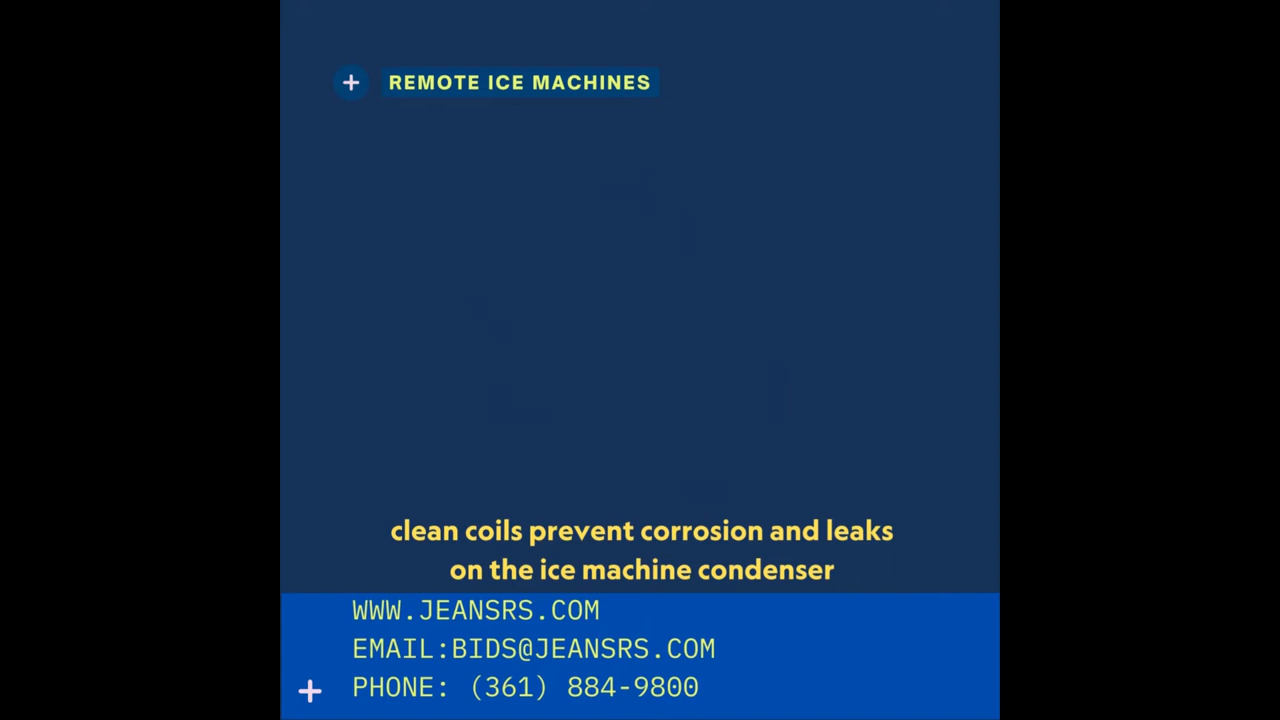 REMOTE ICE MACHINES
clean coils prevent corrosion and leaks
on the ice machine condenser
WWW.JEANSRS.COM
EMAIL:BIDS@JEANSRS.COM
PHONE: (361) 884-9800